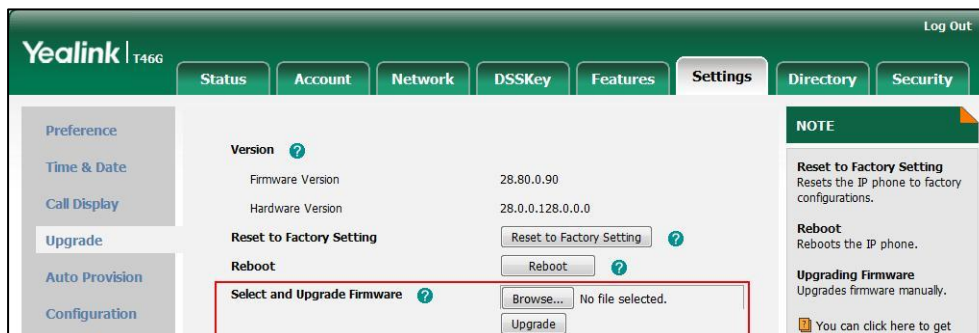 Log Out
Yealink | T46G
Status Account Network DSSKey Features Settings Directory Security
Preference
Time & Date
Call Display
Upgrade
Auto Provision
Configuration
Version ?
Firmware Version 28.80.0.90
Hardware Version 28.0.0.128.0.0.0
Reset to Factory Setting Reset to Factory Setting ?
Reboot Reboot ?
Select and Upgrade Firmware ? Browse... No file selected.
Upgrade
NOTE
Reset to Factory Setting
Resets the IP phone to factory
configurations.
Reboot
Reboots the IP phone.
Upgrading Firmware
Upgrades firmware manually.
? You can click here to get